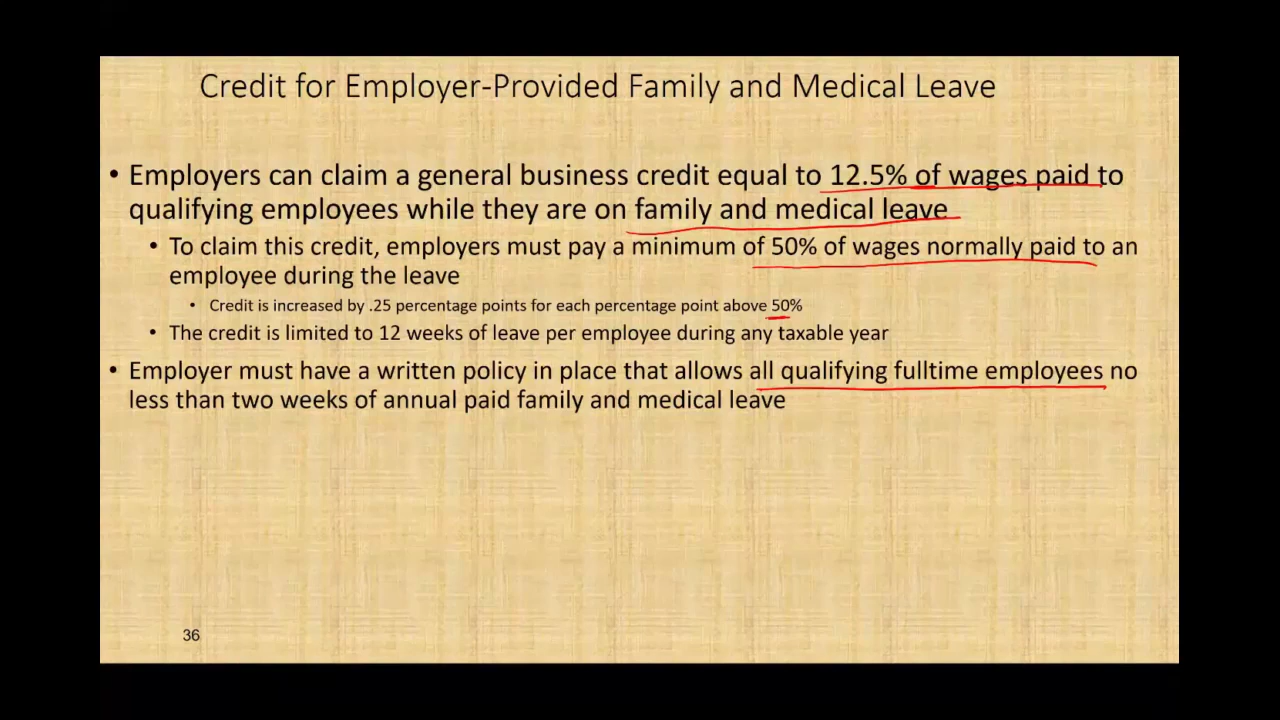 Credit for Employer-Provided Family and Medical Leave
• Employers can claim a general business credit equal to 12.5% of wages paid to
qualifying employees while they are on family and medical leave
• To claim this credit, employers must pay a minimum of 50% of wages normally paid to an
employee during the leave
• Credit is increased by .25 percentage points for each percentage point above 50%
• The credit is limited to 12 weeks of leave per employee during any taxable year
• Employer must have a written policy in place that allows all qualifying fulltime employees no
less than two weeks of annual paid family and medical leave
36